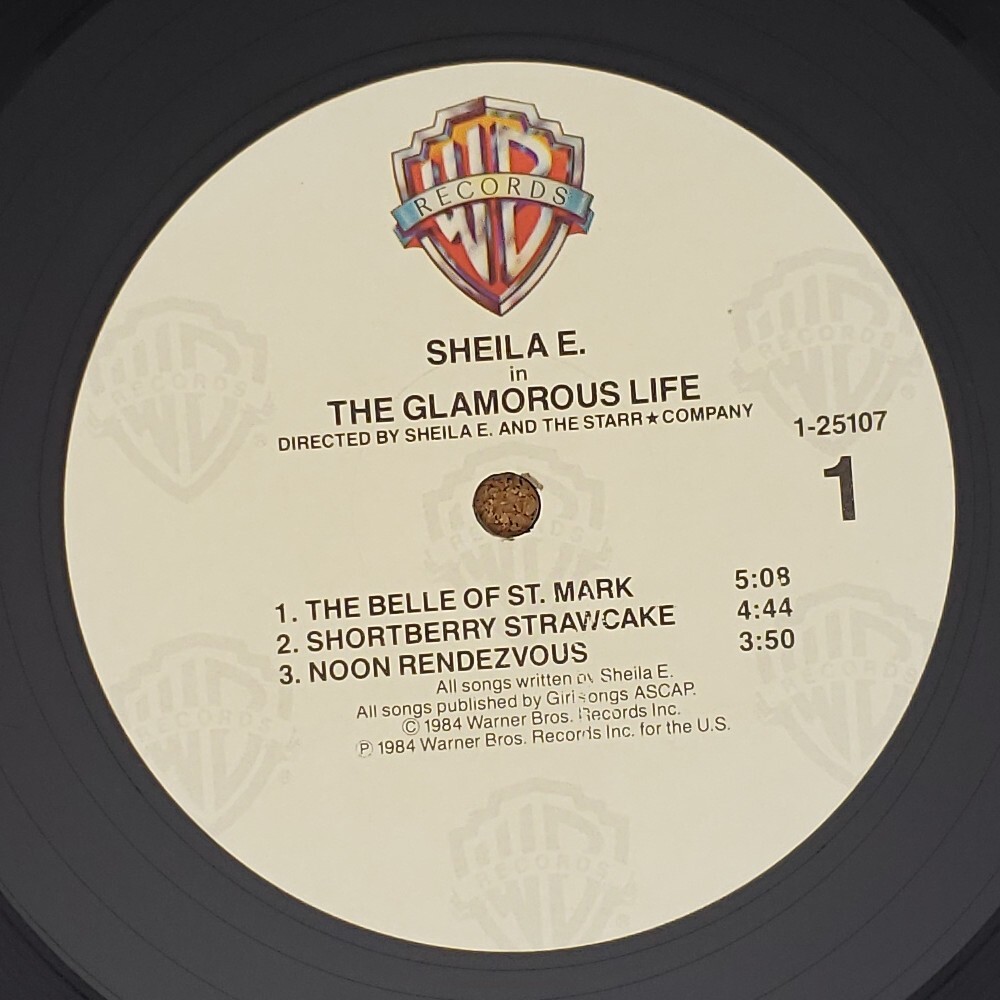 WB
RECORDS
SHEILA E.
in
THE GLAMOROUS LIFE
DIRECTED BY SHEILA E. AND THE STARR★COMPANY
1-25107
1
1. THE BELLE OF ST. MARK 5:08
2. SHORTBERRY STRAWCAKE 4:44
3. NOON RENDEZVOUS 3:50
All songs written by Sheila E.
All songs published by Girlsongs ASCAP.
© 1984 Warner Bros. Records Inc.
℗ 1984 Warner Bros. Records Inc. for the U.S.